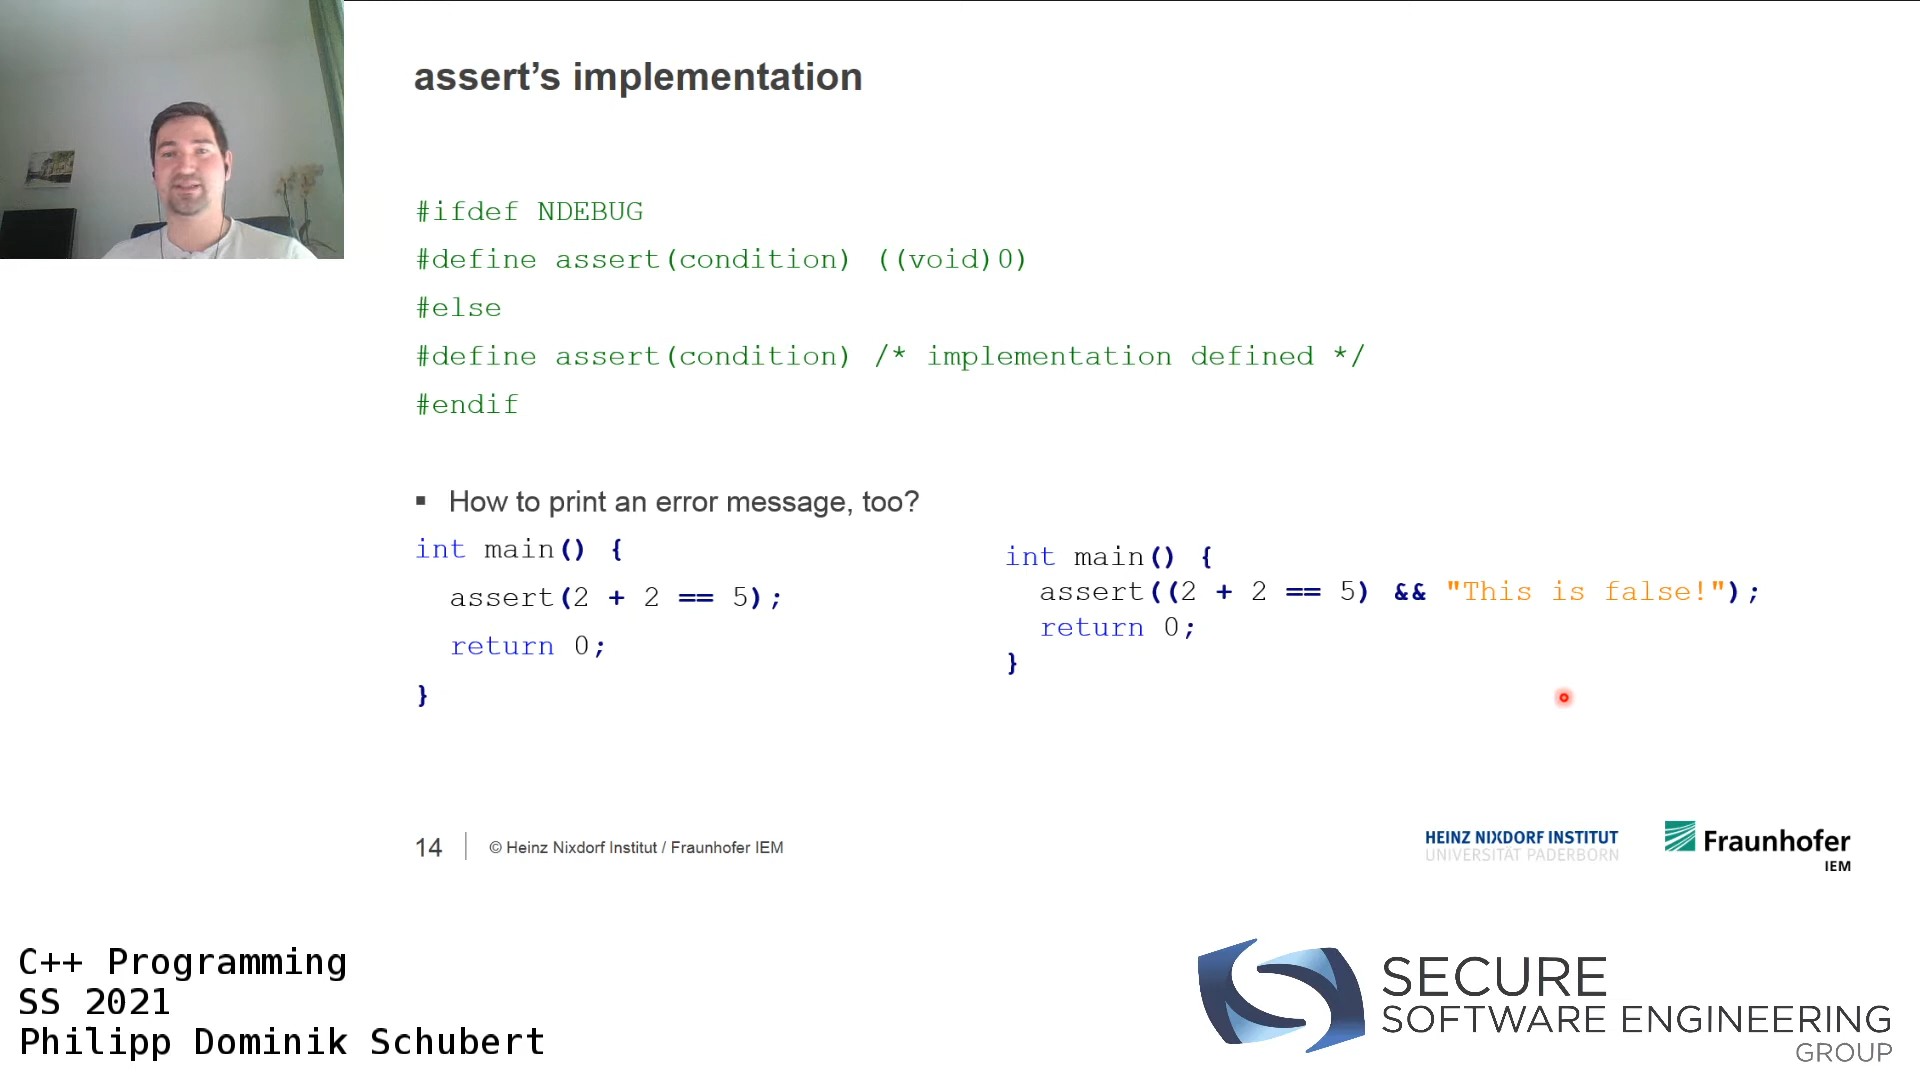 assert’s implementation
#ifdef NDEBUG
#define assert(condition) ((void)0)
#else
#define assert(condition) /* implementation defined */
#endif
▪ How to print an error message, too?
int main() {
  assert(2 + 2 == 5);
  return 0;
}
int main() {
  assert((2 + 2 == 5) && "This is false!");
  return 0;
}
14 © Heinz Nixdorf Institut / Fraunhofer IEM
HEINZ NIXDORF INSTITUT
UNIVERSITÄT PADERBORN
Fraunhofer
IEM
C++ Programming
SS 2021
Philipp Dominik Schubert
SECURE
SOFTWARE ENGINEERING
GROUP